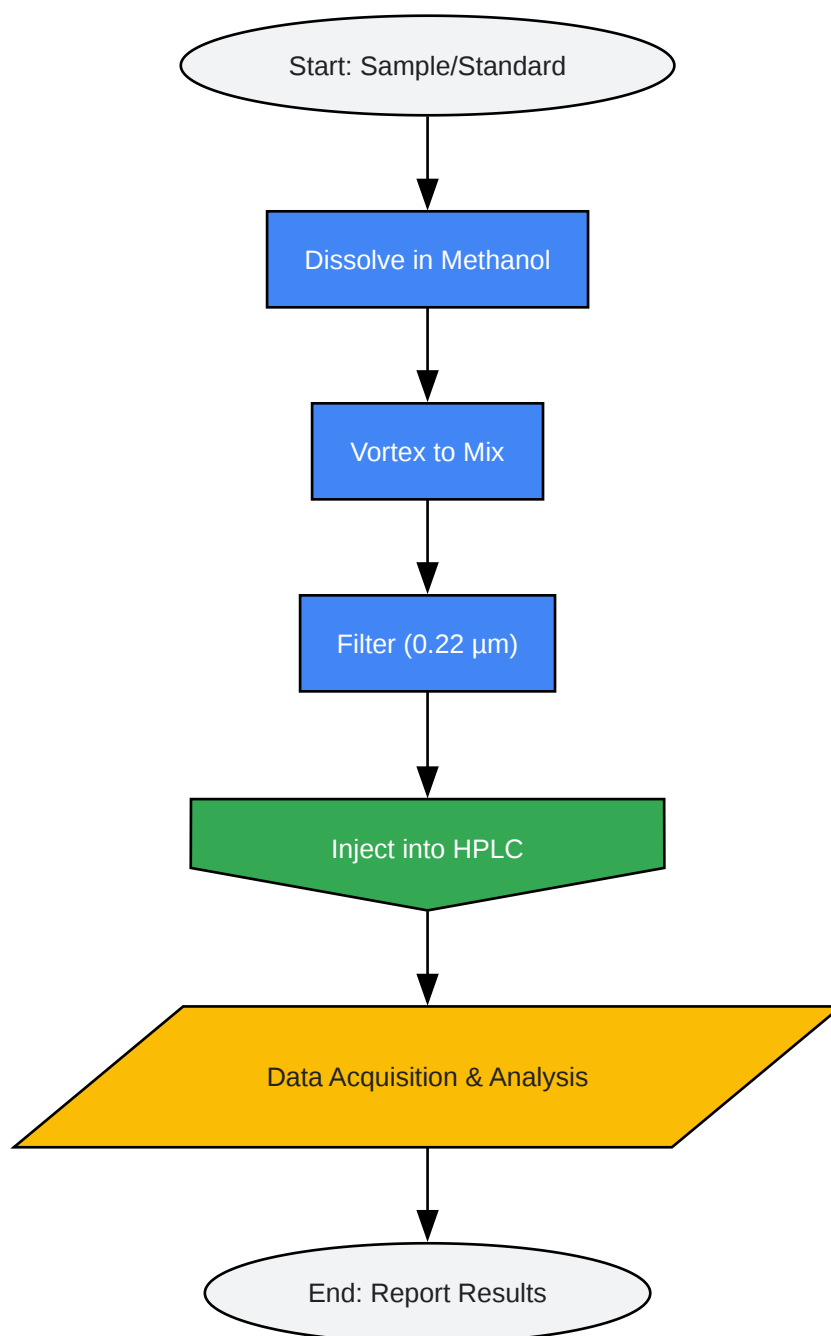 Start: Sample/Standard
Dissolve in Methanol
Vortex to Mix
Filter (0.22 µm)
Inject into HPLC
Data Acquisition & Analysis
End: Report Results